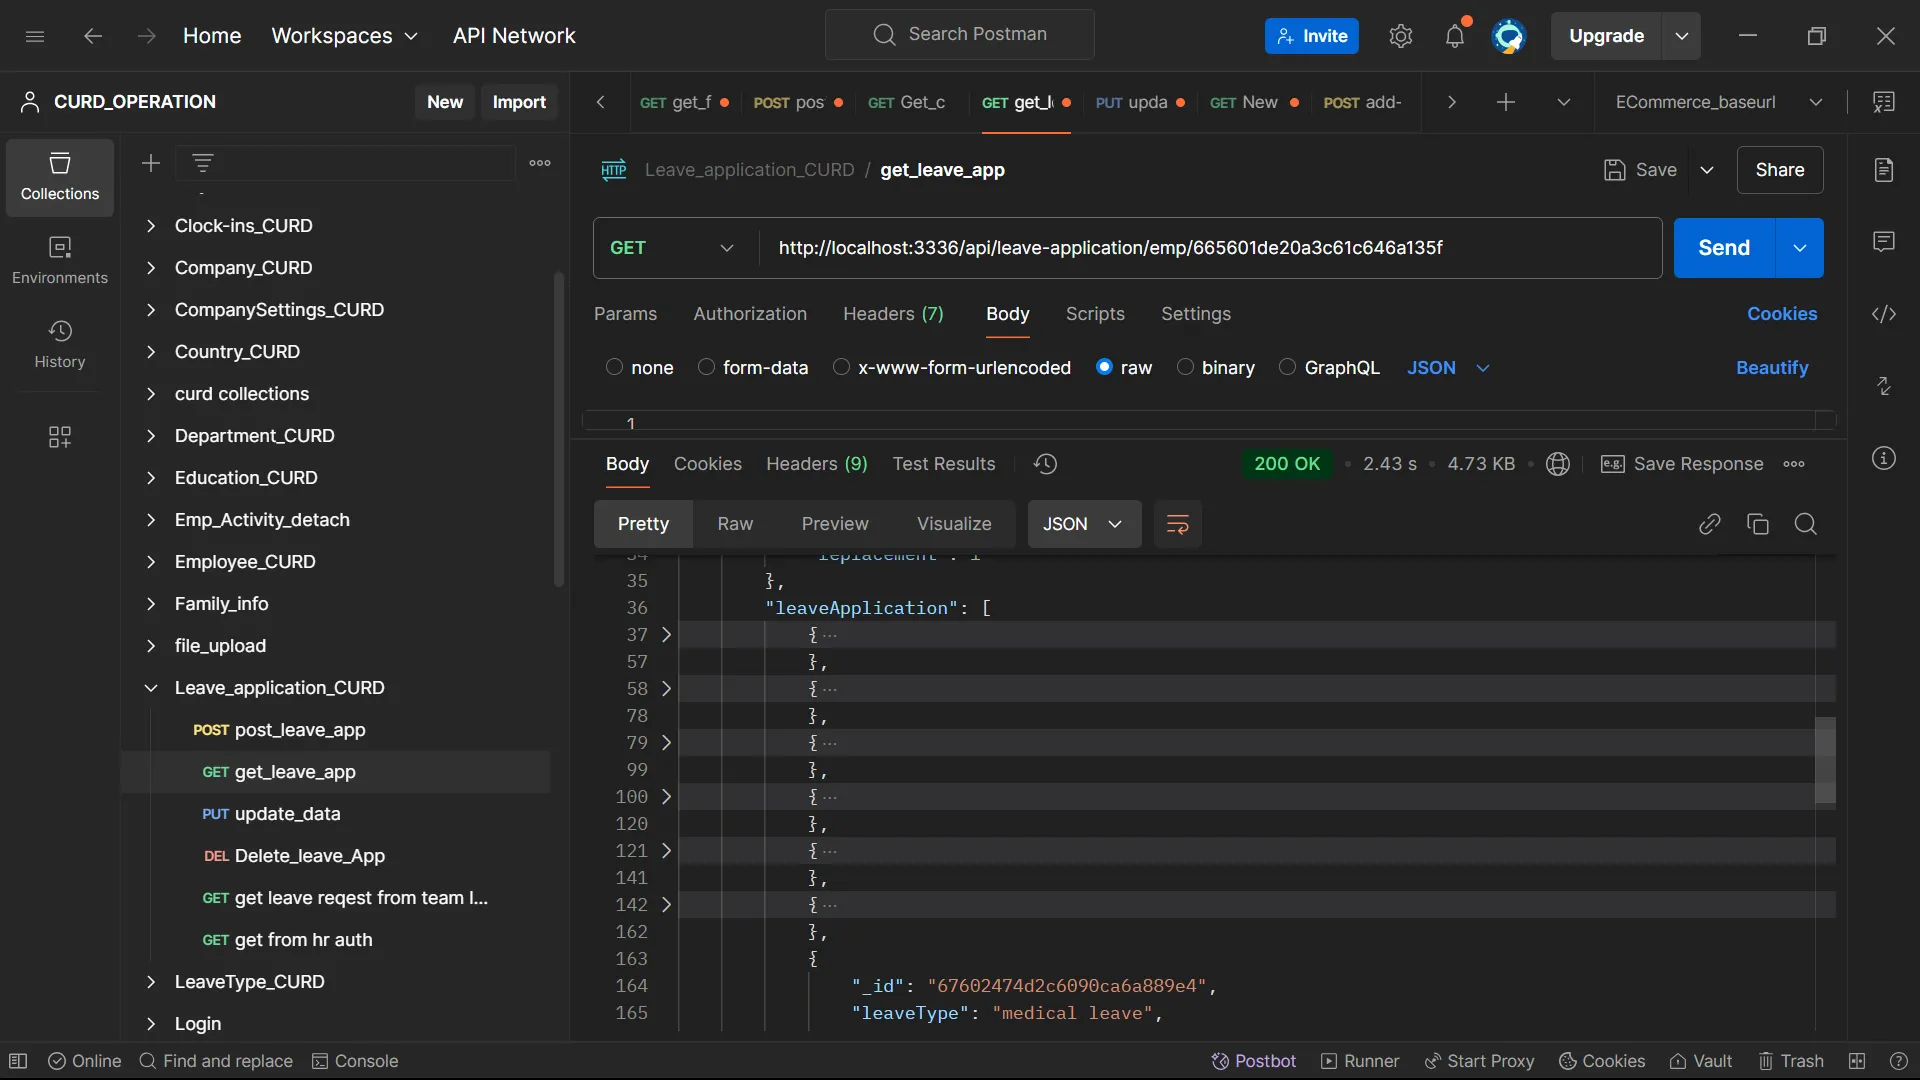 Home Workspaces API Network Search Postman Invite Upgrade
CURD_OPERATION New Import
GET get_f POST pos GET Get_c GET get_l PUT upda GET New POST add- ECommerce_baseurl
Collections
Environments
History
Clock-ins_CURD
Company_CURD
CompanySettings_CURD
Country_CURD
curd collections
Department_CURD
Education_CURD
Emp_Activity_detach
Employee_CURD
Family_info
file_upload
Leave_application_CURD
POST post_leave_app
GET get_leave_app
PUT update_data
DEL Delete_leave_App
GET get leave reqest from team l...
GET get from hr auth
LeaveType_CURD
Login
HTTP Leave_application_CURD / get_leave_app Save Share
GET http://localhost:3336/api/leave-application/emp/665601de20a3c61c646a135f Send
Params Authorization Headers (7) Body Scripts Settings Cookies
none form-data x-www-form-urlencoded raw binary GraphQL JSON Beautify
1
Body Cookies Headers (9) Test Results 200 OK 2.43 s 4.73 KB e.g. Save Response
Pretty Raw Preview Visualize JSON
35 },
36 "leaveApplication": [
37 { ...
57 },
58 { ...
78 },
79 { ...
99 },
100 { ...
120 },
121 { ...
141 },
142 { ...
162 },
163 {
164 "_id": "67602474d2c6090ca6a889e4",
165 "leaveType": "medical leave",
Online Find and replace Console Postbot Runner Start Proxy Cookies Vault Trash